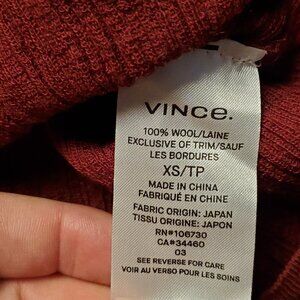 VINCE.
100% WOOL/LAINE
EXCLUSIVE OF TRIM/SAUF
LES BORDURES
XS/TP
MADE IN CHINA
FABRIQUÉ EN CHINE
FABRIC ORIGIN: JAPAN
TISSU ORIGINE: JAPON
RN#106730
CA#34460
03
SEE REVERSE FOR CARE
VOIR AU VERSO POUR LES SOINS